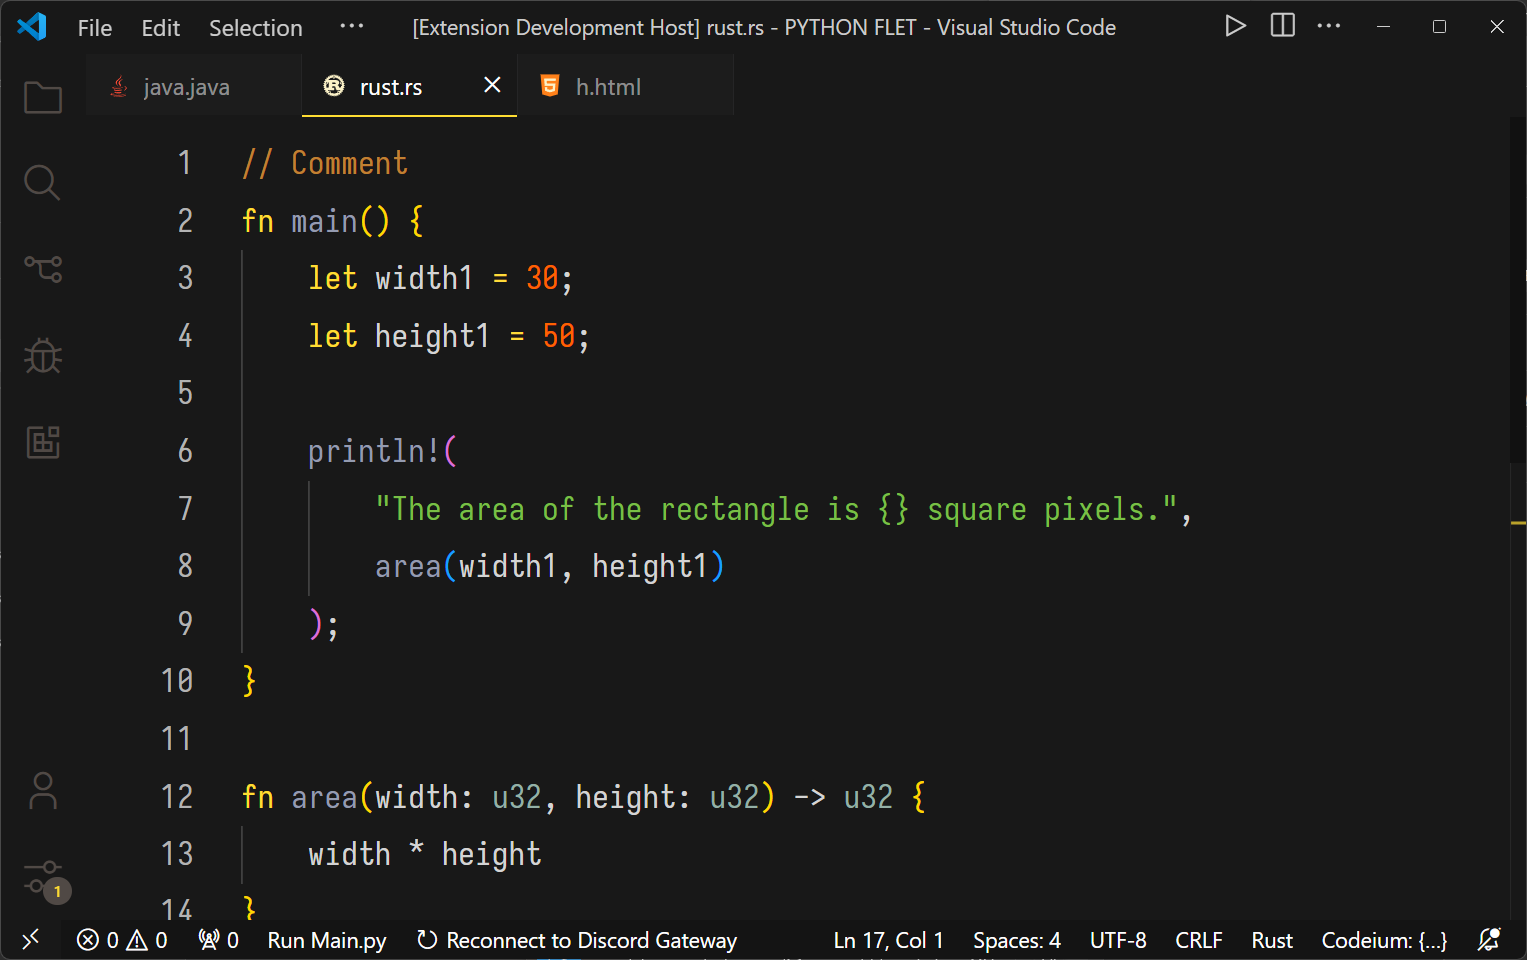 File Edit Selection ··· [Extension Development Host] rust.rs - PYTHON FLET - Visual Studio Code
java.java rust.rs h.html
1 // Comment
2 fn main() {
3     let width1 = 30;
4     let height1 = 50;
5
6     println!(
7         "The area of the rectangle is {} square pixels.",
8         area(width1, height1)
9     );
10 }
11
12 fn area(width: u32, height: u32) -> u32 {
13     width * height
14 }
1
0 0 0 Run Main.py Reconnect to Discord Gateway Ln 17, Col 1 Spaces: 4 UTF-8 CRLF Rust Codeium: {...}